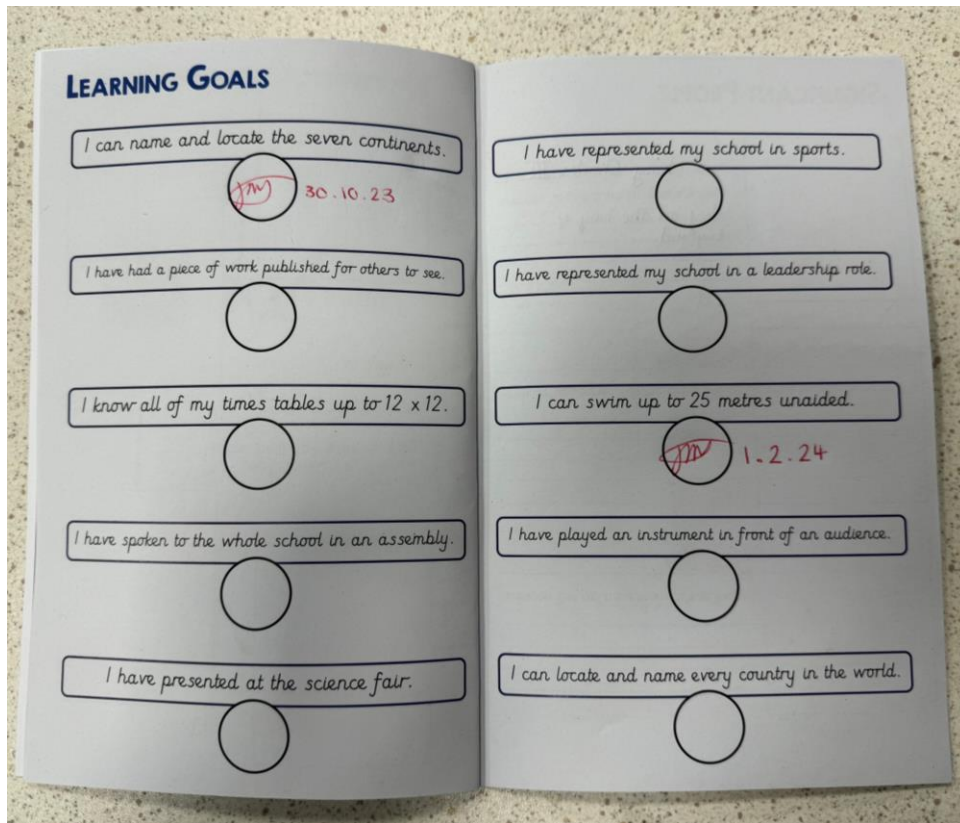 LEARNING GOALS
I can name and locate the seven continents.
30.10.23
I have had a piece of work published for others to see.
I know all of my times tables up to 12 x 12.
I have spoken to the whole school in an assembly.
I have presented at the science fair.
I have represented my school in sports.
I have represented my school in a leadership role.
I can swim up to 25 metres unaided.
1.2.24
I have played an instrument in front of an audience.
I can locate and name every country in the world.